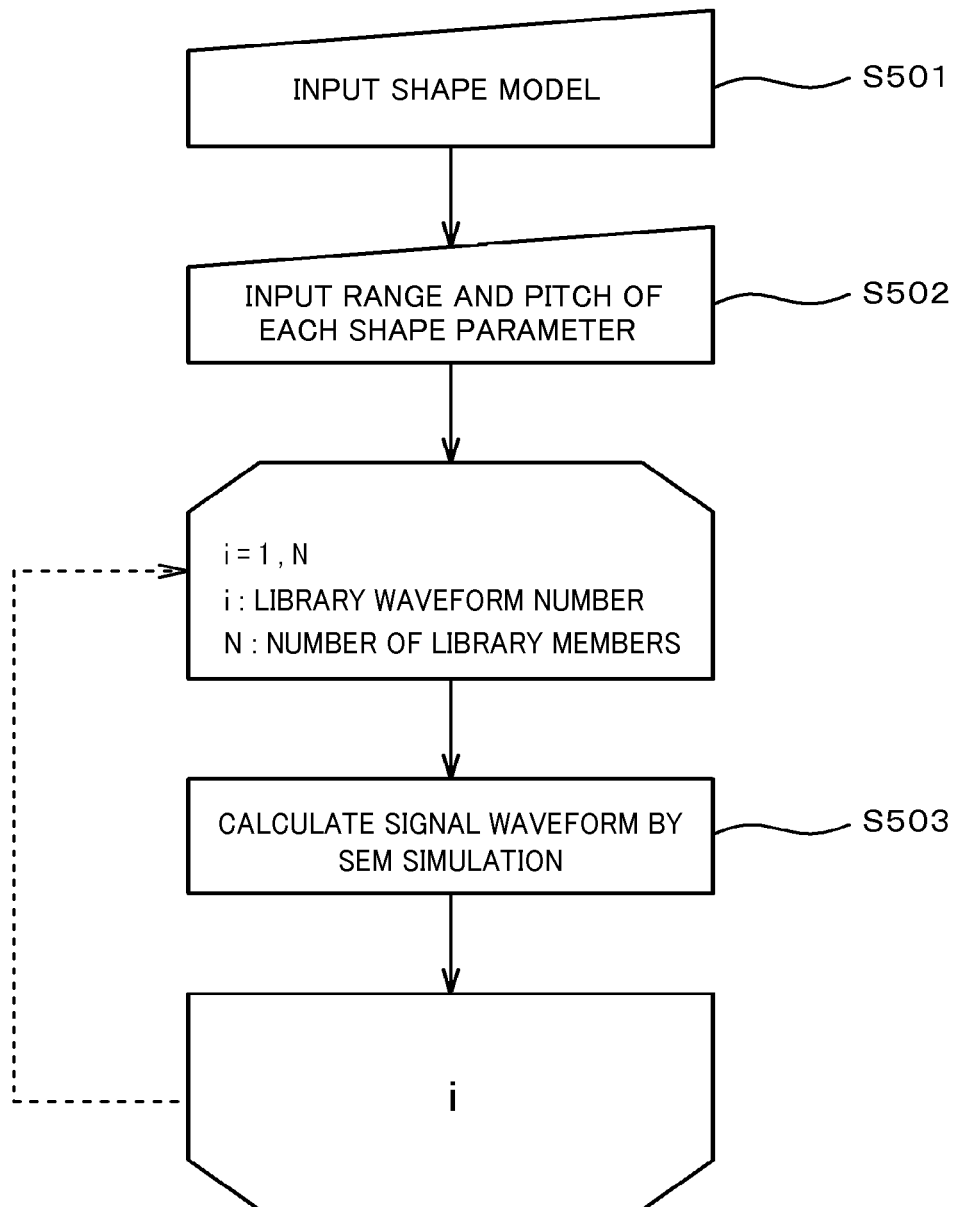 INPUT SHAPE MODEL
S501
INPUT RANGE AND PITCH OF
EACH SHAPE PARAMETER
S502
i = 1 , N
i : LIBRARY WAVEFORM NUMBER
N : NUMBER OF LIBRARY MEMBERS
CALCULATE SIGNAL WAVEFORM BY
SEM SIMULATION
S503
i